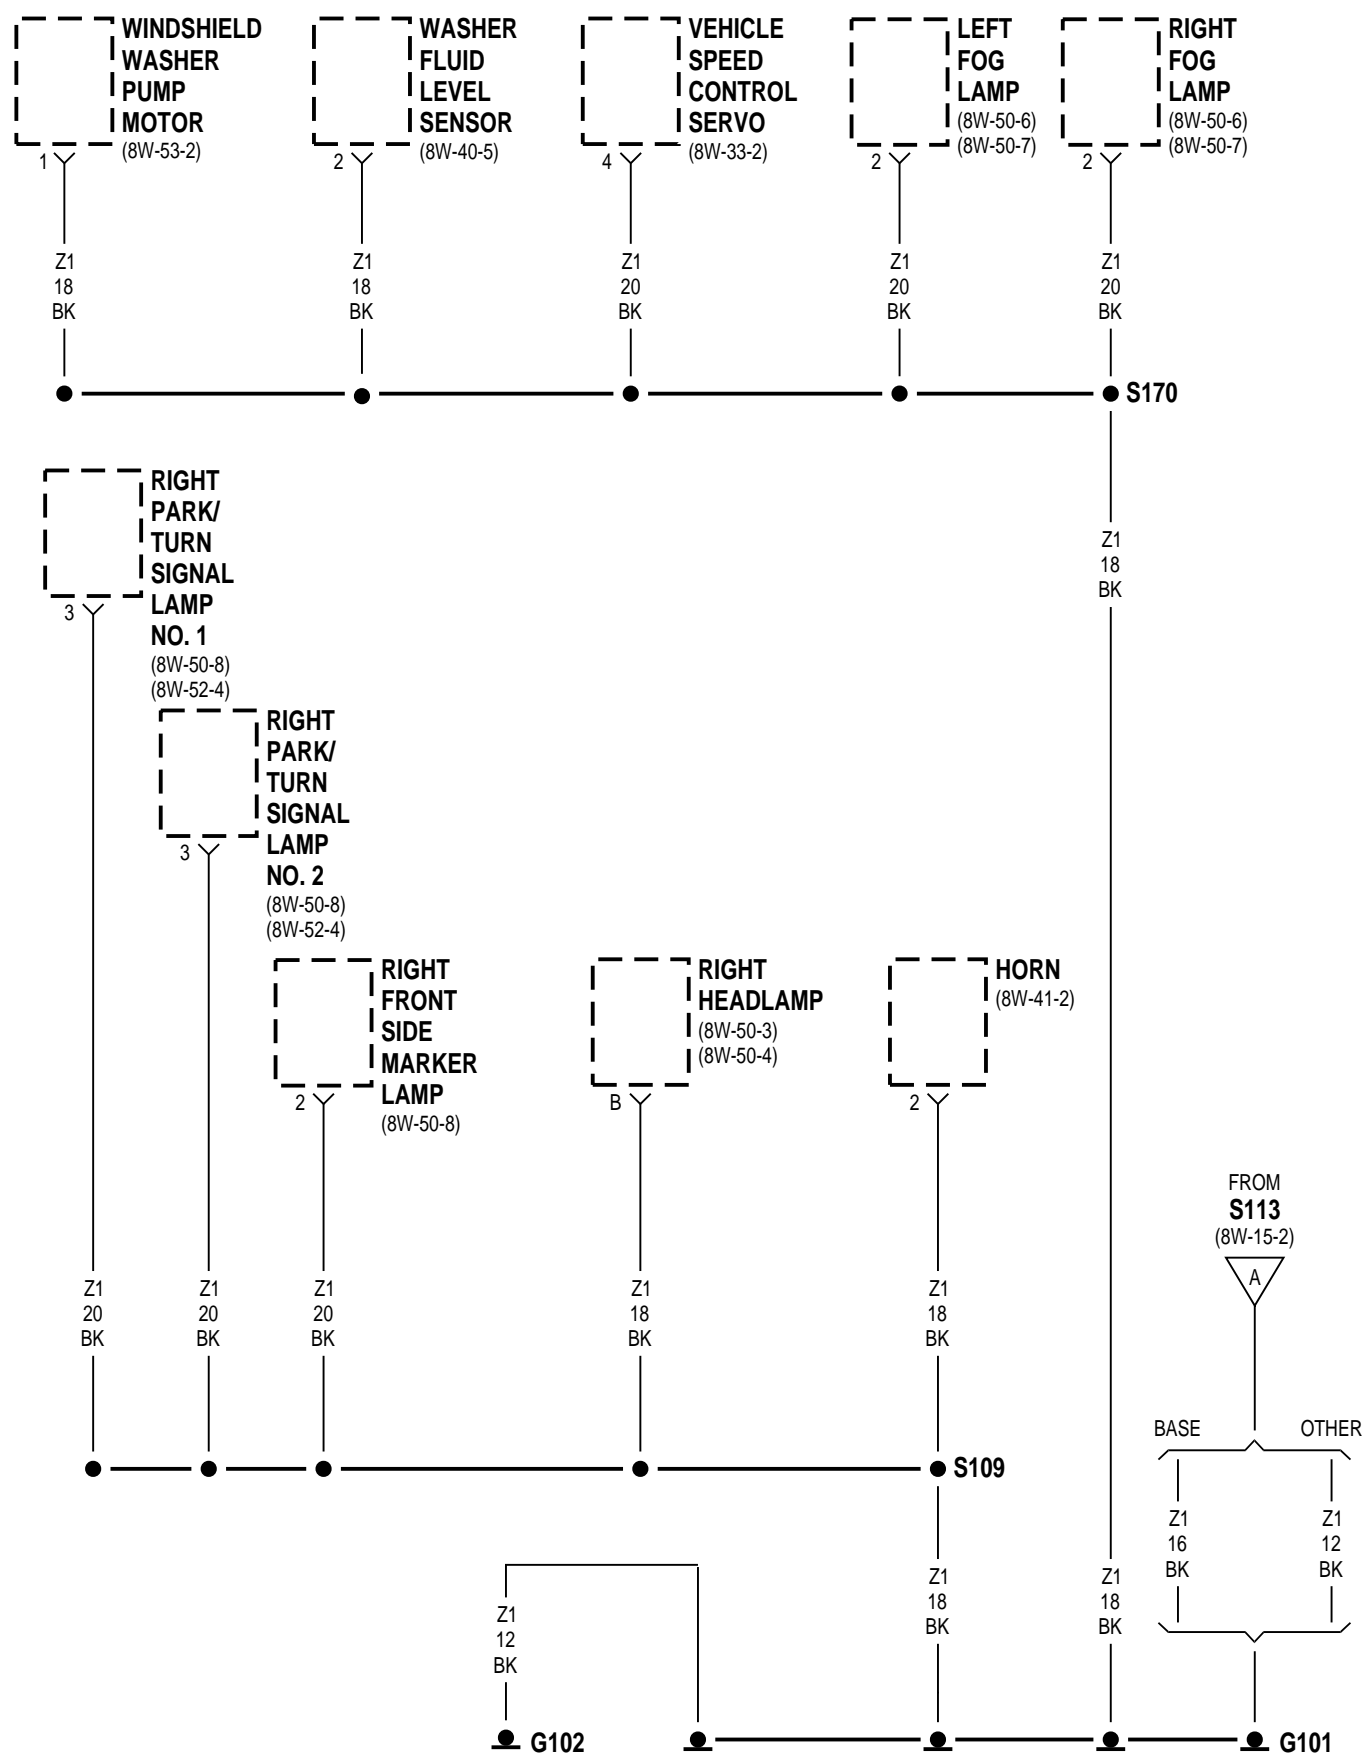 WINDSHIELD
WASHER
PUMP
MOTOR
(8W-53-2)
1
WASHER
FLUID
LEVEL
SENSOR
(8W-40-5)
2
VEHICLE
SPEED
CONTROL
SERVO
(8W-33-2)
4
LEFT
FOG
LAMP
(8W-50-6)
(8W-50-7)
2
RIGHT
FOG
LAMP
(8W-50-6)
(8W-50-7)
2
Z1
18
BK
Z1
18
BK
Z1
20
BK
Z1
20
BK
Z1
20
BK
S170
RIGHT
PARK/
TURN
SIGNAL
LAMP
NO. 1
(8W-50-8)
(8W-52-4)
3
Z1
18
BK
RIGHT
PARK/
TURN
SIGNAL
LAMP
NO. 2
(8W-50-8)
(8W-52-4)
3
RIGHT
FRONT
SIDE
MARKER
LAMP
(8W-50-8)
2
RIGHT
HEADLAMP
(8W-50-3)
(8W-50-4)
B
HORN
(8W-41-2)
2
FROM
S113
(8W-15-2)
A
Z1
20
BK
Z1
20
BK
Z1
20
BK
Z1
18
BK
Z1
18
BK
BASE
OTHER
S109
Z1
16
BK
Z1
12
BK
Z1
12
BK
Z1
18
BK
Z1
18
BK
G102
G101